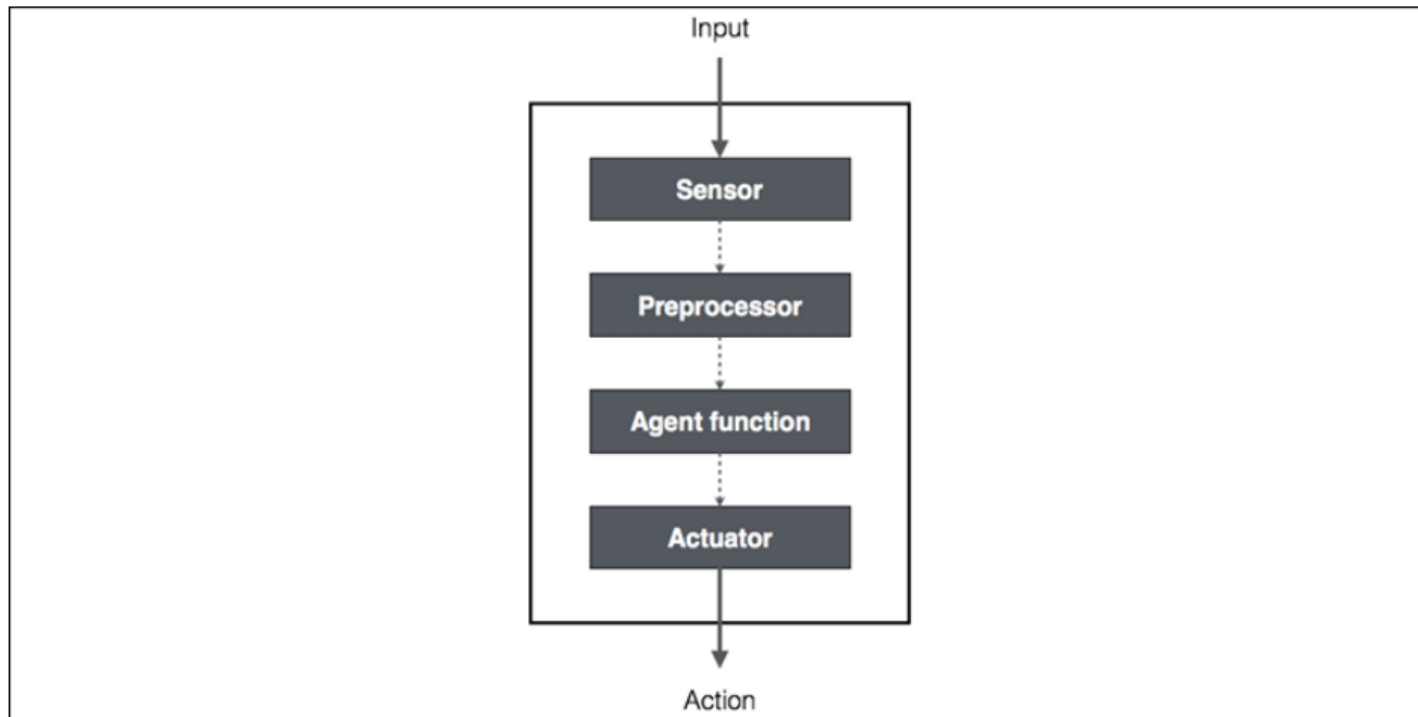 Input
Sensor
Preprocessor
Agent function
Actuator
Action